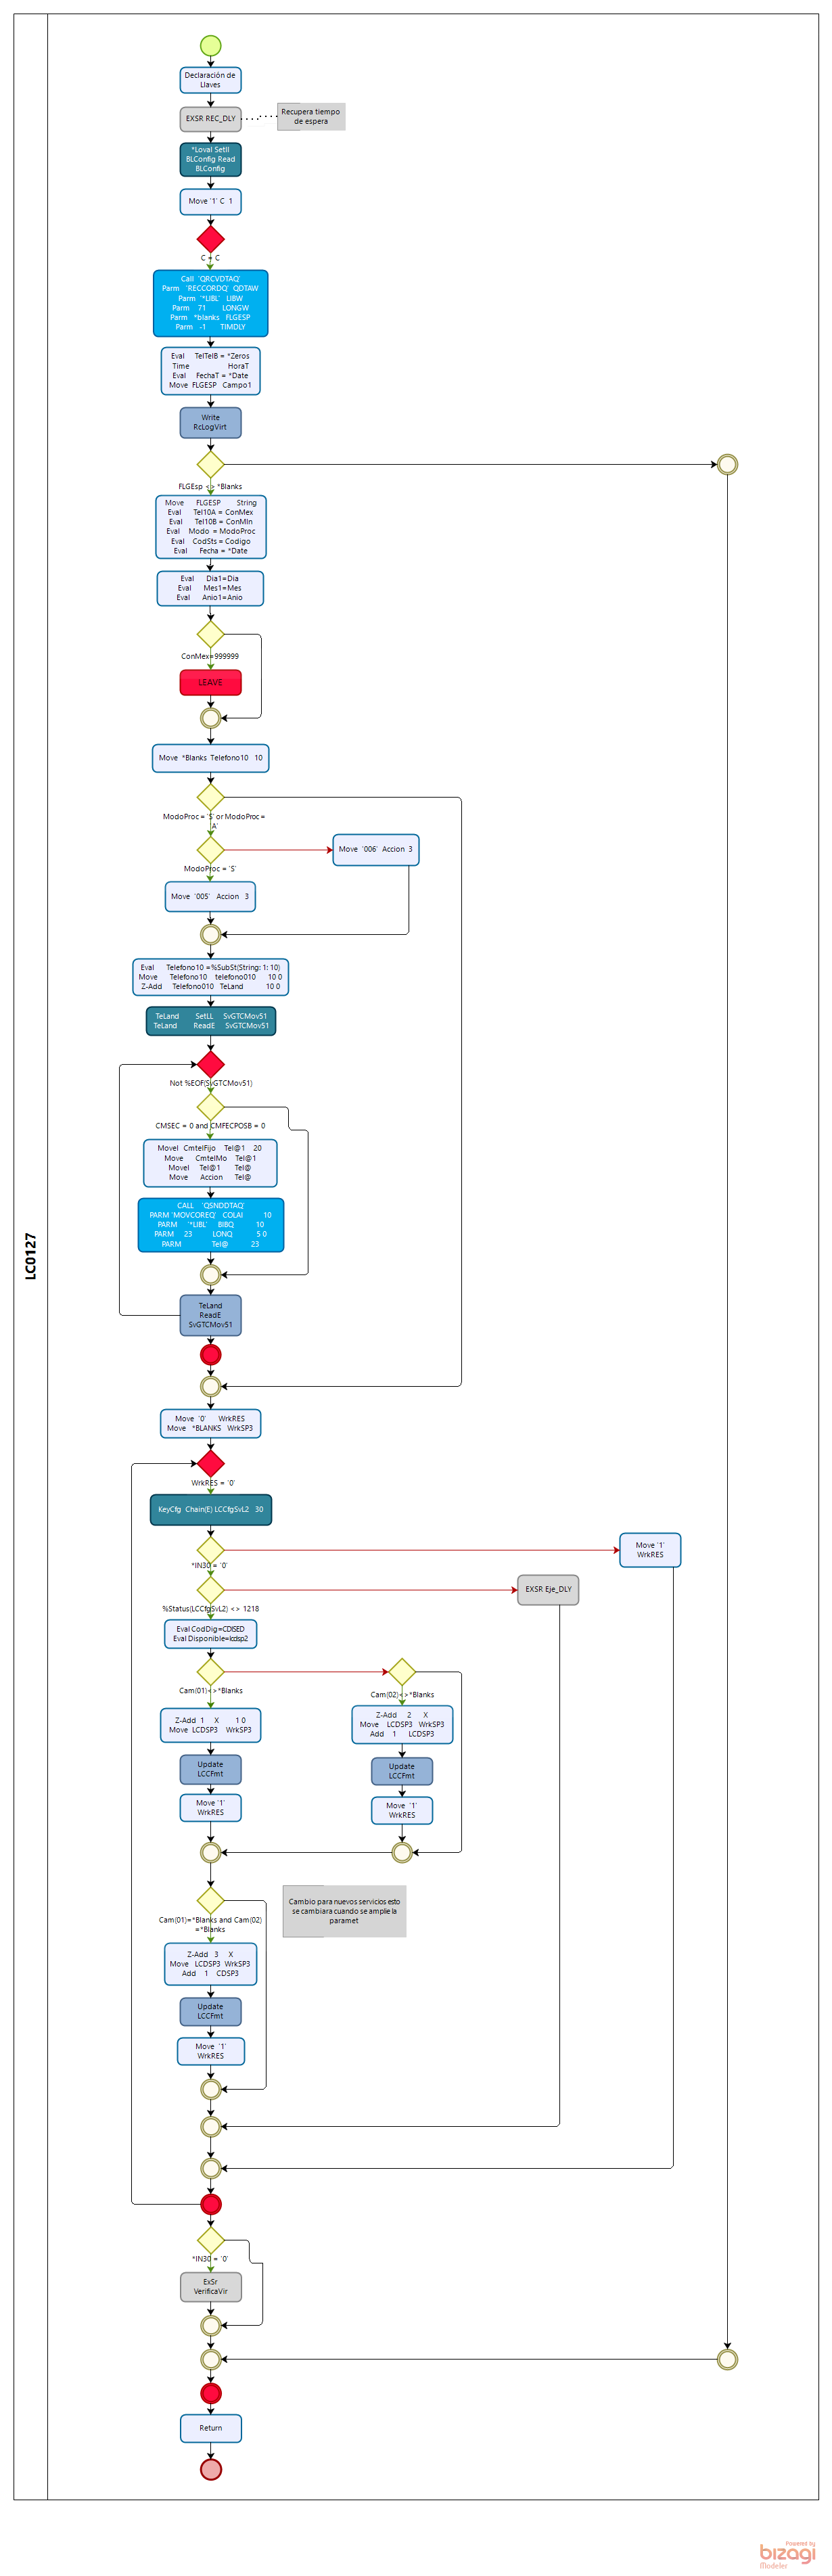 LC0127
Declaración de
Llaves
EXSR REC_DLY
Recupera tiempo
de espera
*Loval Setll
BLConfig Read
BLConfig
Move '1' C 1
C = C
Call 'QRCVDTAQ'
Parm 'RECCORDQ' QDTAW
Parm '*LIBL' LIBW
Parm 71 LONGW
Parm *blanks FLGESP
Parm -1 TIMDLY
Eval TelTelB = *Zeros
Time HoraT
Eval FechaT = *Date
Move FLGESP Campo1
Write
RcLogVirt
FLGEsp <> *Blanks
Move FLGESP String
Eval Tel10A = ConMex
Eval Tel10B = ConMIn
Eval Modo = ModoProc
Eval CodSts = Codigo
Eval Fecha = *Date
Eval Dia1=Dia
Eval Mes1=Mes
Eval Anio1=Anio
ConMex=999999
LEAVE
Move *Blanks Telefono10 10
ModoProc = 'S' or ModoProc =
'A'
ModoProc = 'S'
Move '006' Accion 3
Move '005' Accion 3
Eval Telefono10 =%SubSt(String: 1: 10)
Move Telefono10 telefono010 10 0
Z-Add Telefono010 TeLand 10 0
TeLand SetLL SvGTCMov51
TeLand ReadE SvGTCMov51
Not %EOF(SvGTCMov51)
CMSEC = 0 and CMFECPOSB = 0
Movel CmtelFijo Tel@1 20
Move CmtelMo Tel@1
Movel Tel@1 Tel@
Move Accion Tel@
CALL 'QSNDDTAQ'
PARM 'MOVCOREQ' COLAI 10
PARM '*LIBL' BIBQ 10
PARM 23 LONQ 5 0
PARM Tel@ 23
TeLand
ReadE
SvGTCMov51
Move '0' WrkRES
Move *BLANKS WrkSP3
WrkRES = '0'
KeyCfg Chain(E) LCCfgSvL2 30
*IN30 = '0'
Move '1'
WrkRES
%Status(LCCfgSvL2) <> 1218
EXSR Eje_DLY
Eval CodDig=CDISED
Eval Disponible=lcdsp2
Cam(01)<>*Blanks
Cam(02)<>*Blanks
Z-Add 1 X 1 0
Move LCDSP3 WrkSP3
Z-Add 2 X
Move LCDSP3 WrkSP3
Add 1 LCDSP3
Update
LCCFmt
Update
LCCFmt
Move '1'
WrkRES
Move '1'
WrkRES
Cambio para nuevos servicios esto
se cambiara cuando se amplie la
paramet
Cam(01)=*Blanks and Cam(02)
=*Blanks
Z-Add 3 X
Move LCDSP3 WrkSP3
Add 1 CDSP3
Update
LCCFmt
Move '1'
WrkRES
*IN30 = '0'
ExSr
VerificaVir
Return
Powered by
bizagi
Modeler